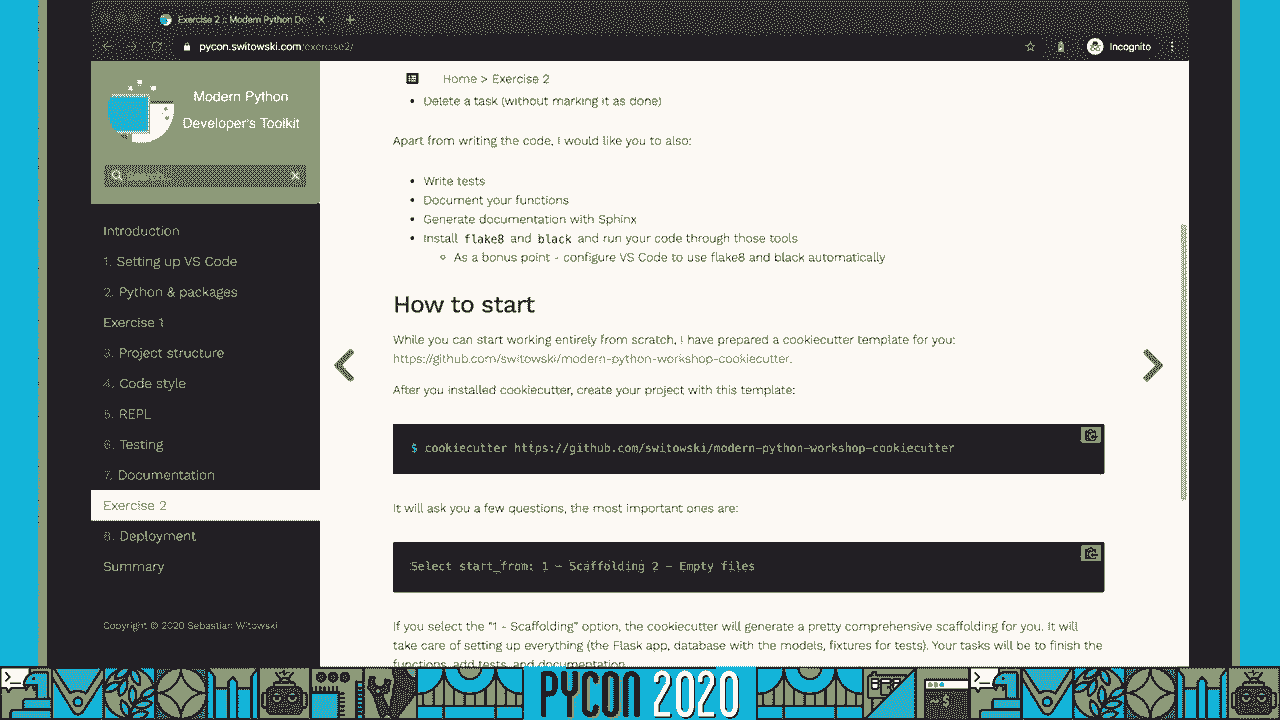 Exercise 2 :: Modern Python De
pycon.switowski.com/exercise2/
Incognito
Modern Python
Developer's Toolkit
Introduction
1. Setting up VS Code
2. Python & packages
Exercise 1
3. Project structure
4. Code style
5. REPL
6. Testing
7. Documentation
Exercise 2
8. Deployment
Summary
Copyright © 2020 Sebastian Witowski
Home > Exercise 2
• Delete a task (without marking it as done)
Apart from writing the code, I would like you to also:
• Write tests
• Document your functions
• Generate documentation with Sphinx
• Install flake8 and black and run your code through those tools
◦ As a bonus point - configure VS Code to use flake8 and black automatically
How to start
While you can start working entirely from scratch, I have prepared a cookiecutter template for you:
https://github.com/switowski/modern-python-workshop-cookiecutter.
After you installed cookiecutter, create your project with this template:
$ cookiecutter https://github.com/switowski/modern-python-workshop-cookiecutter
It will ask you a few questions, the most important ones are:
Select start_from: 1 - Scaffolding 2 - Empty files
If you select the "1 - Scaffolding" option, the cookiecutter will generate a pretty comprehensive scaffolding for you. It will
take care of setting up everything (the Flask app, database with the models, fixtures for tests). Your tasks will be to finish the
functions, add tests, and documentation.
PYCON 2020